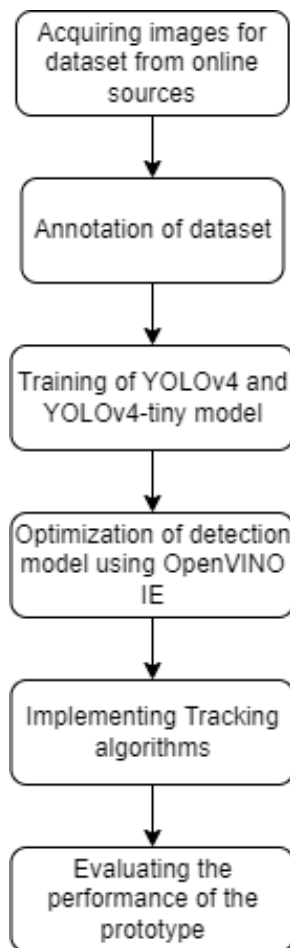 Acquiring images for
dataset from online
sources
Annotation of dataset
Training of YOLOv4 and
YOLOv4-tiny model
Optimization of detection
model using OpenVINO
IE
Implementing Tracking
algorithms
Evaluating the
performance of the
prototype